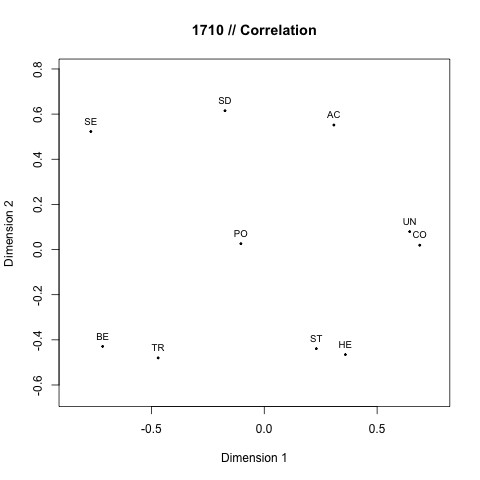 1710 // Correlation
Dimension 2
0.8
0.6
0.4
0.2
0.0
-0.2
-0.4
-0.6
SD
AC
SE
UN
CO
PO
BE
TR
ST
HE
-0.5
0.0
0.5
Dimension 1